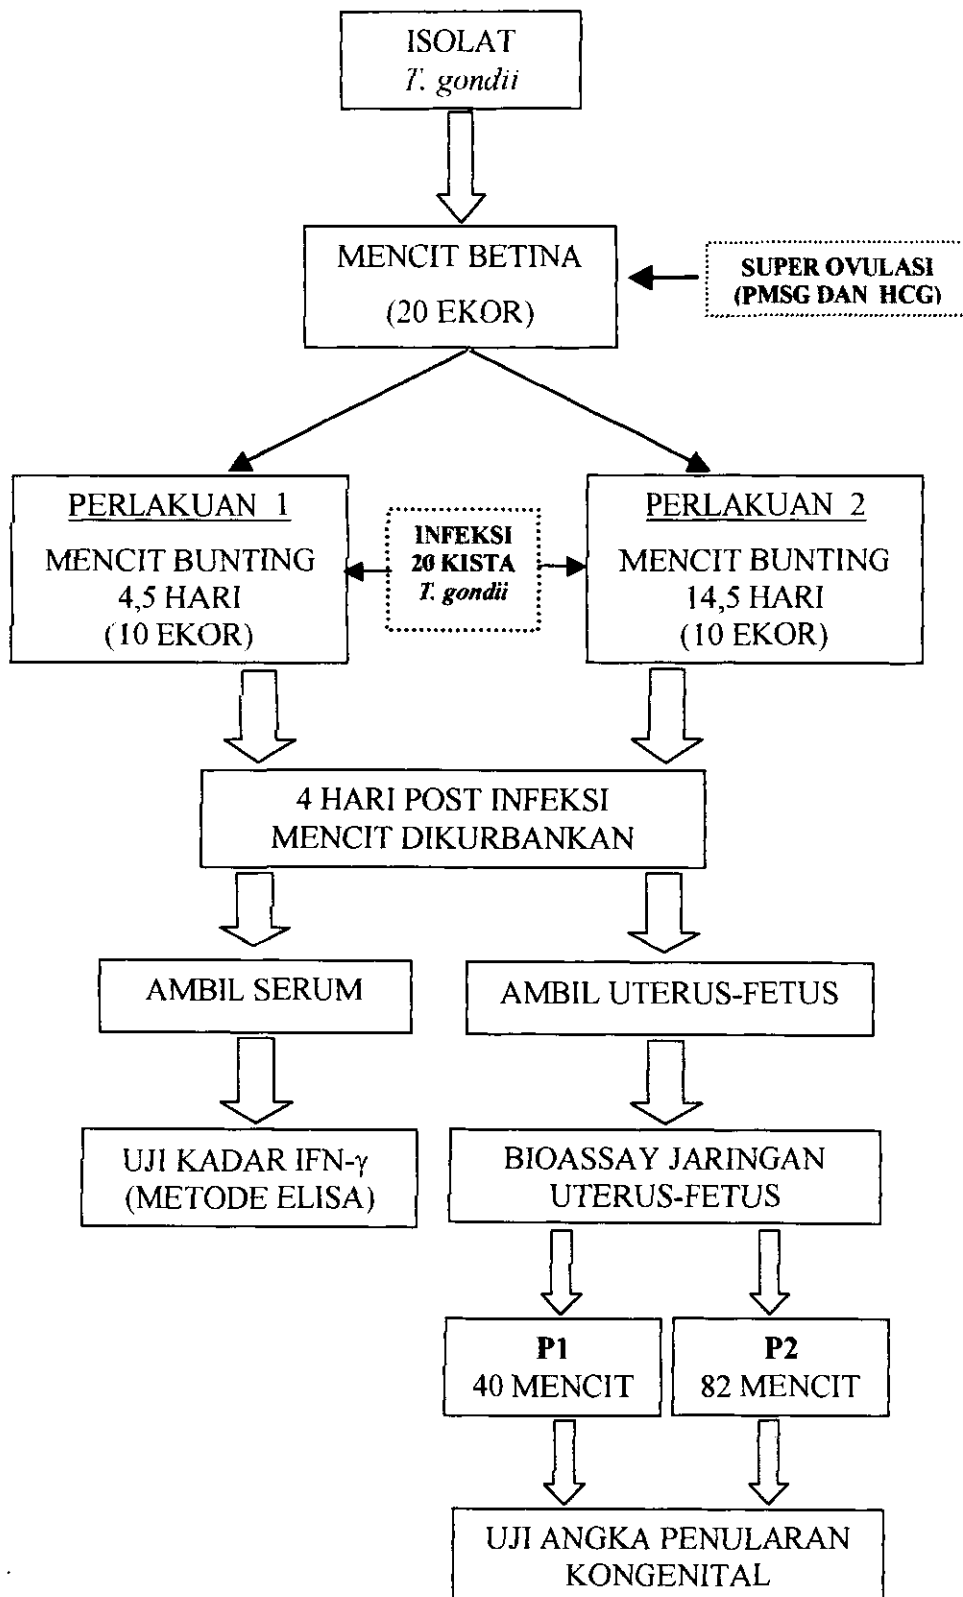 ISOLAT
T. gondii
MENCIT BETINA
(20 EKOR)
SUPER OVULASI
(PMSG DAN HCG)
PERLAKUAN 1
MENCIT BUNTING
4,5 HARI
(10 EKOR)
INFEKSI
20 KISTA
T. gondii
PERLAKUAN 2
MENCIT BUNTING
14,5 HARI
(10 EKOR)
4 HARI POST INFEKSI
MENCIT DIKURBANKAN
AMBIL SERUM
AMBIL UTERUS-FETUS
UJI KADAR IFN-γ
(METODE ELISA)
BIOASSAY JARINGAN
UTERUS-FETUS
P1
40 MENCIT
P2
82 MENCIT
UJI ANGKA PENULARAN
KONGENITAL